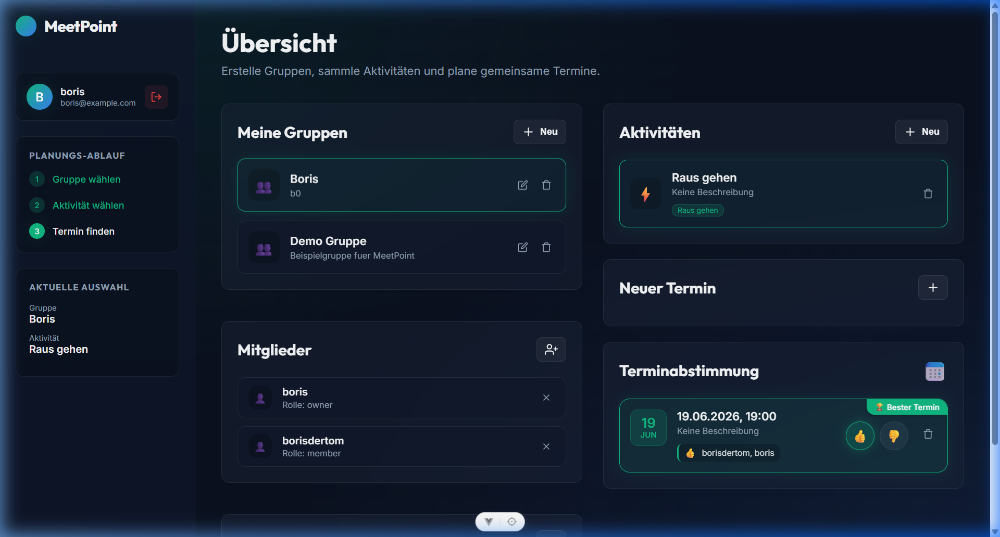 MeetPoint
B
boris
boris@example.com
PLANUNGS-ABLAUF
1 Gruppe wählen
2 Aktivität wählen
3 Termin finden
AKTUELLE AUSWAHL
Gruppe
Boris
Aktivität
Raus gehen
Übersicht
Erstelle Gruppen, sammle Aktivitäten und plane gemeinsame Termine.
Meine Gruppen
Neu
Boris
b0
Demo Gruppe
Beispielgruppe fuer MeetPoint
Mitglieder
boris
Rolle: owner
borisdertom
Rolle: member
Aktivitäten
Neu
Raus gehen
Keine Beschreibung
Raus gehen
Neuer Termin
Terminabstimmung
Bester Termin
19
JUN
19.06.2026, 19:00
Keine Beschreibung
borisdertom, boris